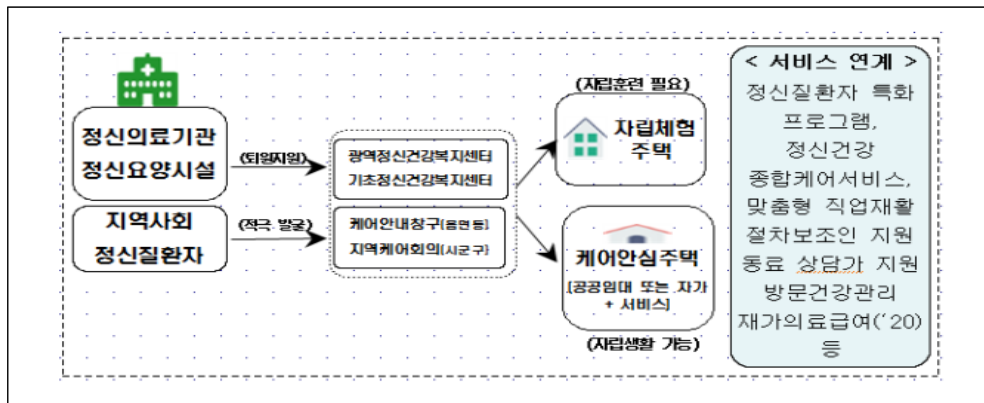 정신의료기관
정신요양시설
(퇴원지원)
광역정신건강복지센터
기초정신건강복지센터
지역사회
정신질환자
(적극 발굴)
케어안내창구(읍면동)
지역케어회의(시군구)
(자립훈련 필요)
자립체험
주택
케어안심주택
[공공임대 또는 자가
+ 서비스]
(자립생활 가능)
< 서비스 연계 >
정신질환자 특화
프로그램,
정신건강
종합케어서비스,
맞춤형 직업재활
절차보조인 지원
동료 상담가 지원
방문건강관리
재가의료급여('20)
등